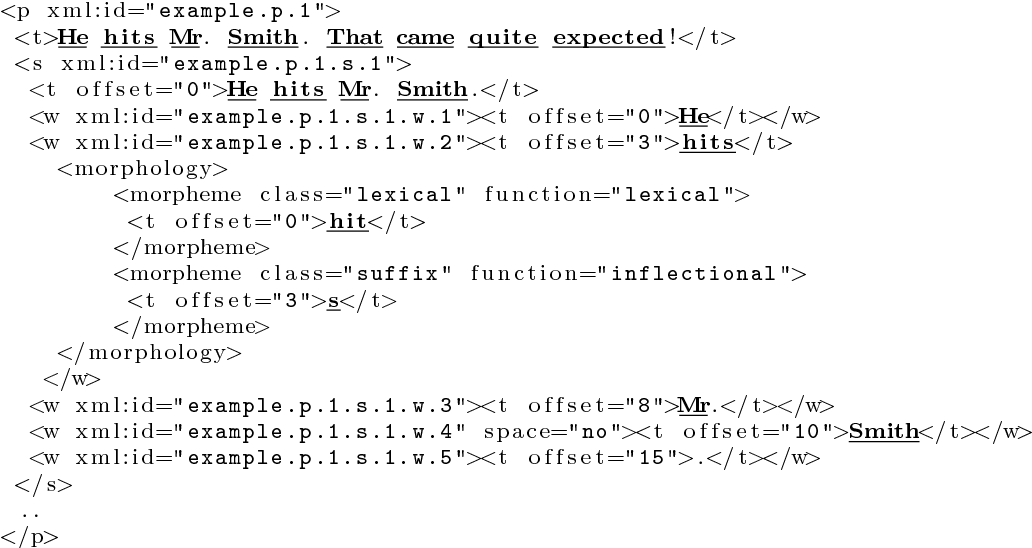 <p xml:id="example.p.1">
<t>He hits Mr. Smith. That came quite expected!</t>
<s xml:id="example.p.1.s.1">
<t offset="0">He hits Mr. Smith.</t>
<w xml:id="example.p.1.s.1.w.1"><t offset="0">He</t></w>
<w xml:id="example.p.1.s.1.w.2"><t offset="3">hits</t>
<morphology>
<morpheme class="lexical" function="lexical">
<t offset="0">hit</t>
</morpheme>
<morpheme class="suffix" function="inflectional">
<t offset="3">s</t>
</morpheme>
</morphology>
</w>
<w xml:id="example.p.1.s.1.w.3"><t offset="8">Mr.</t></w>
<w xml:id="example.p.1.s.1.w.4" space="no"><t offset="10">Smith</t></w>
<w xml:id="example.p.1.s.1.w.5"><t offset="15">.</t></w>
</s>
..
</p>